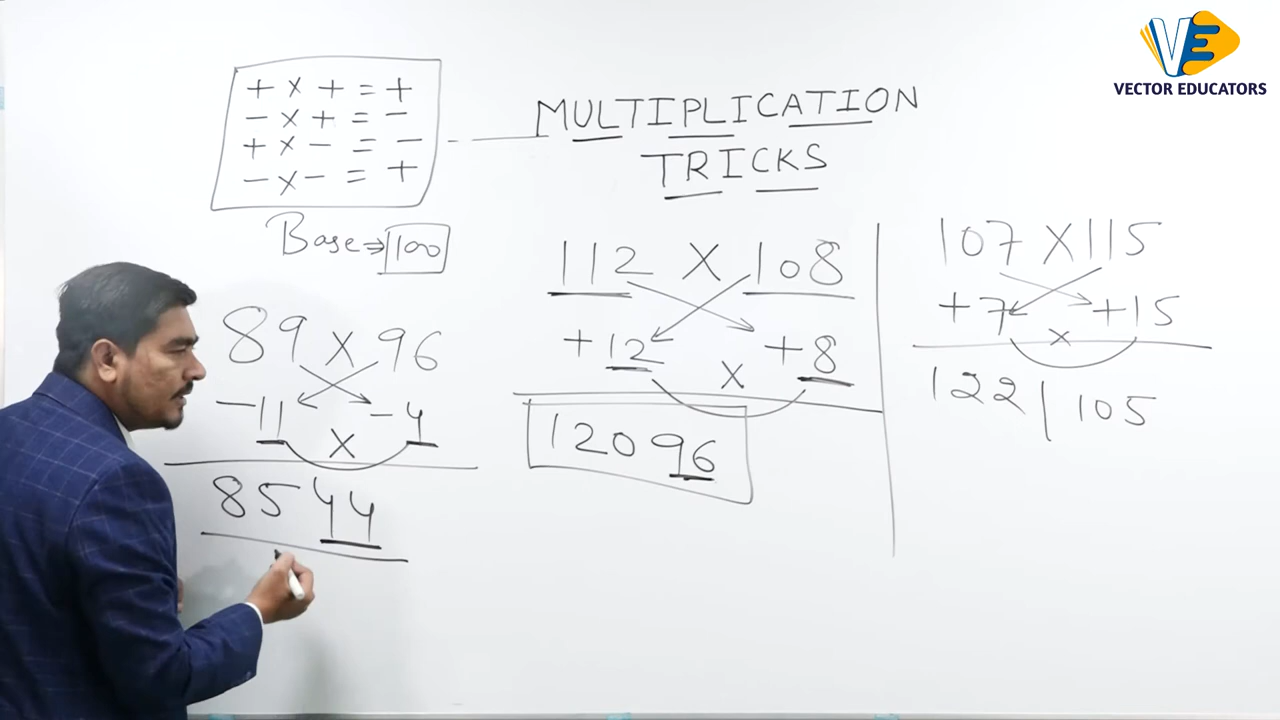 VE
VECTOR EDUCATORS
MULTIPLICATION
TRICKS
+ × + = +
- × + = -
+ × - = -
- × - = +
Base ⇒ 100
89 × 96
-11 × -4
8544
112 × 108
+12 × +8
12096
107 × 115
+7 × +15
122 | 105